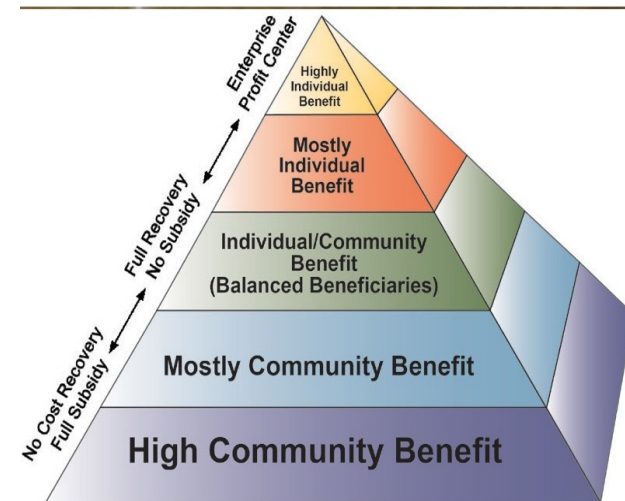 Enterprise
Profit Center
Highly
Individual
Benefit
Mostly
Individual
Benefit
Full Recovery
No Subsidy
Individual/Community
Benefit
(Balanced Beneficiaries)
Mostly Community Benefit
No Cost Recovery
Full Subsidy
High Community Benefit